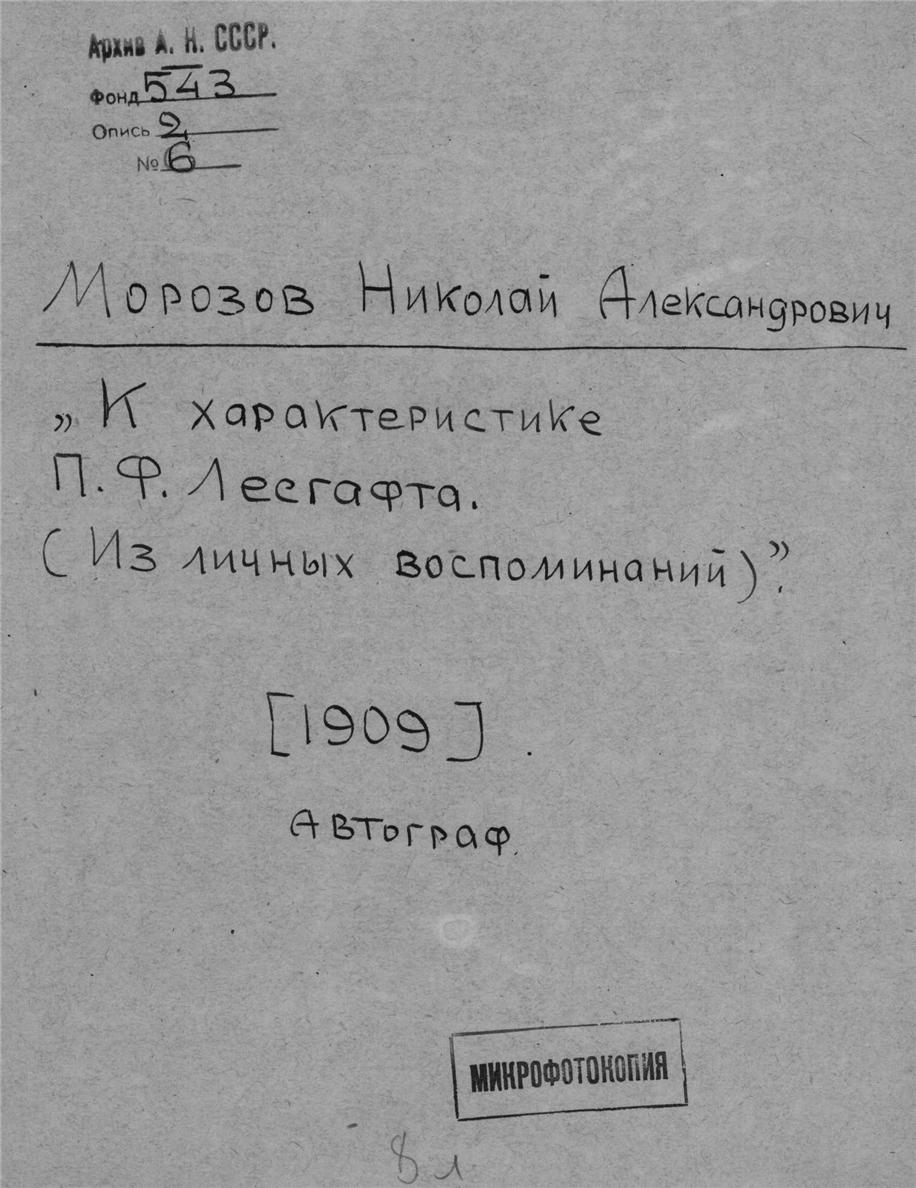 Архив А. Н. СССР.
Фонд 543
Опись 2
№ 6
Морозов Николай Александрович
„К характеристике
П. Ф. Лесгафта.
(Из личных воспоминаний)”.
[1909].
Автограф.
МИКРОФОТОКОПИЯ
8 л